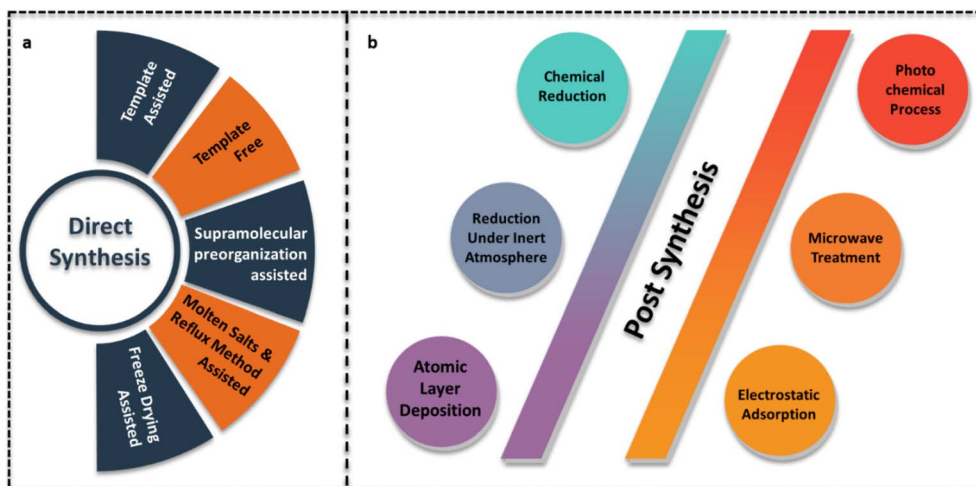 a
Template
Assisted
Template
Free
Direct
Synthesis
Supramolecular
preorganization
assisted
Molten Salts &
Reflux Method
Assisted
Freeze Drying
Assisted
b
Chemical
Reduction
Reduction
Under Inert
Atmosphere
Atomic
Layer
Deposition
Post Synthesis
Photo
chemical
Process
Microwave
Treatment
Electrostatic
Adsorption